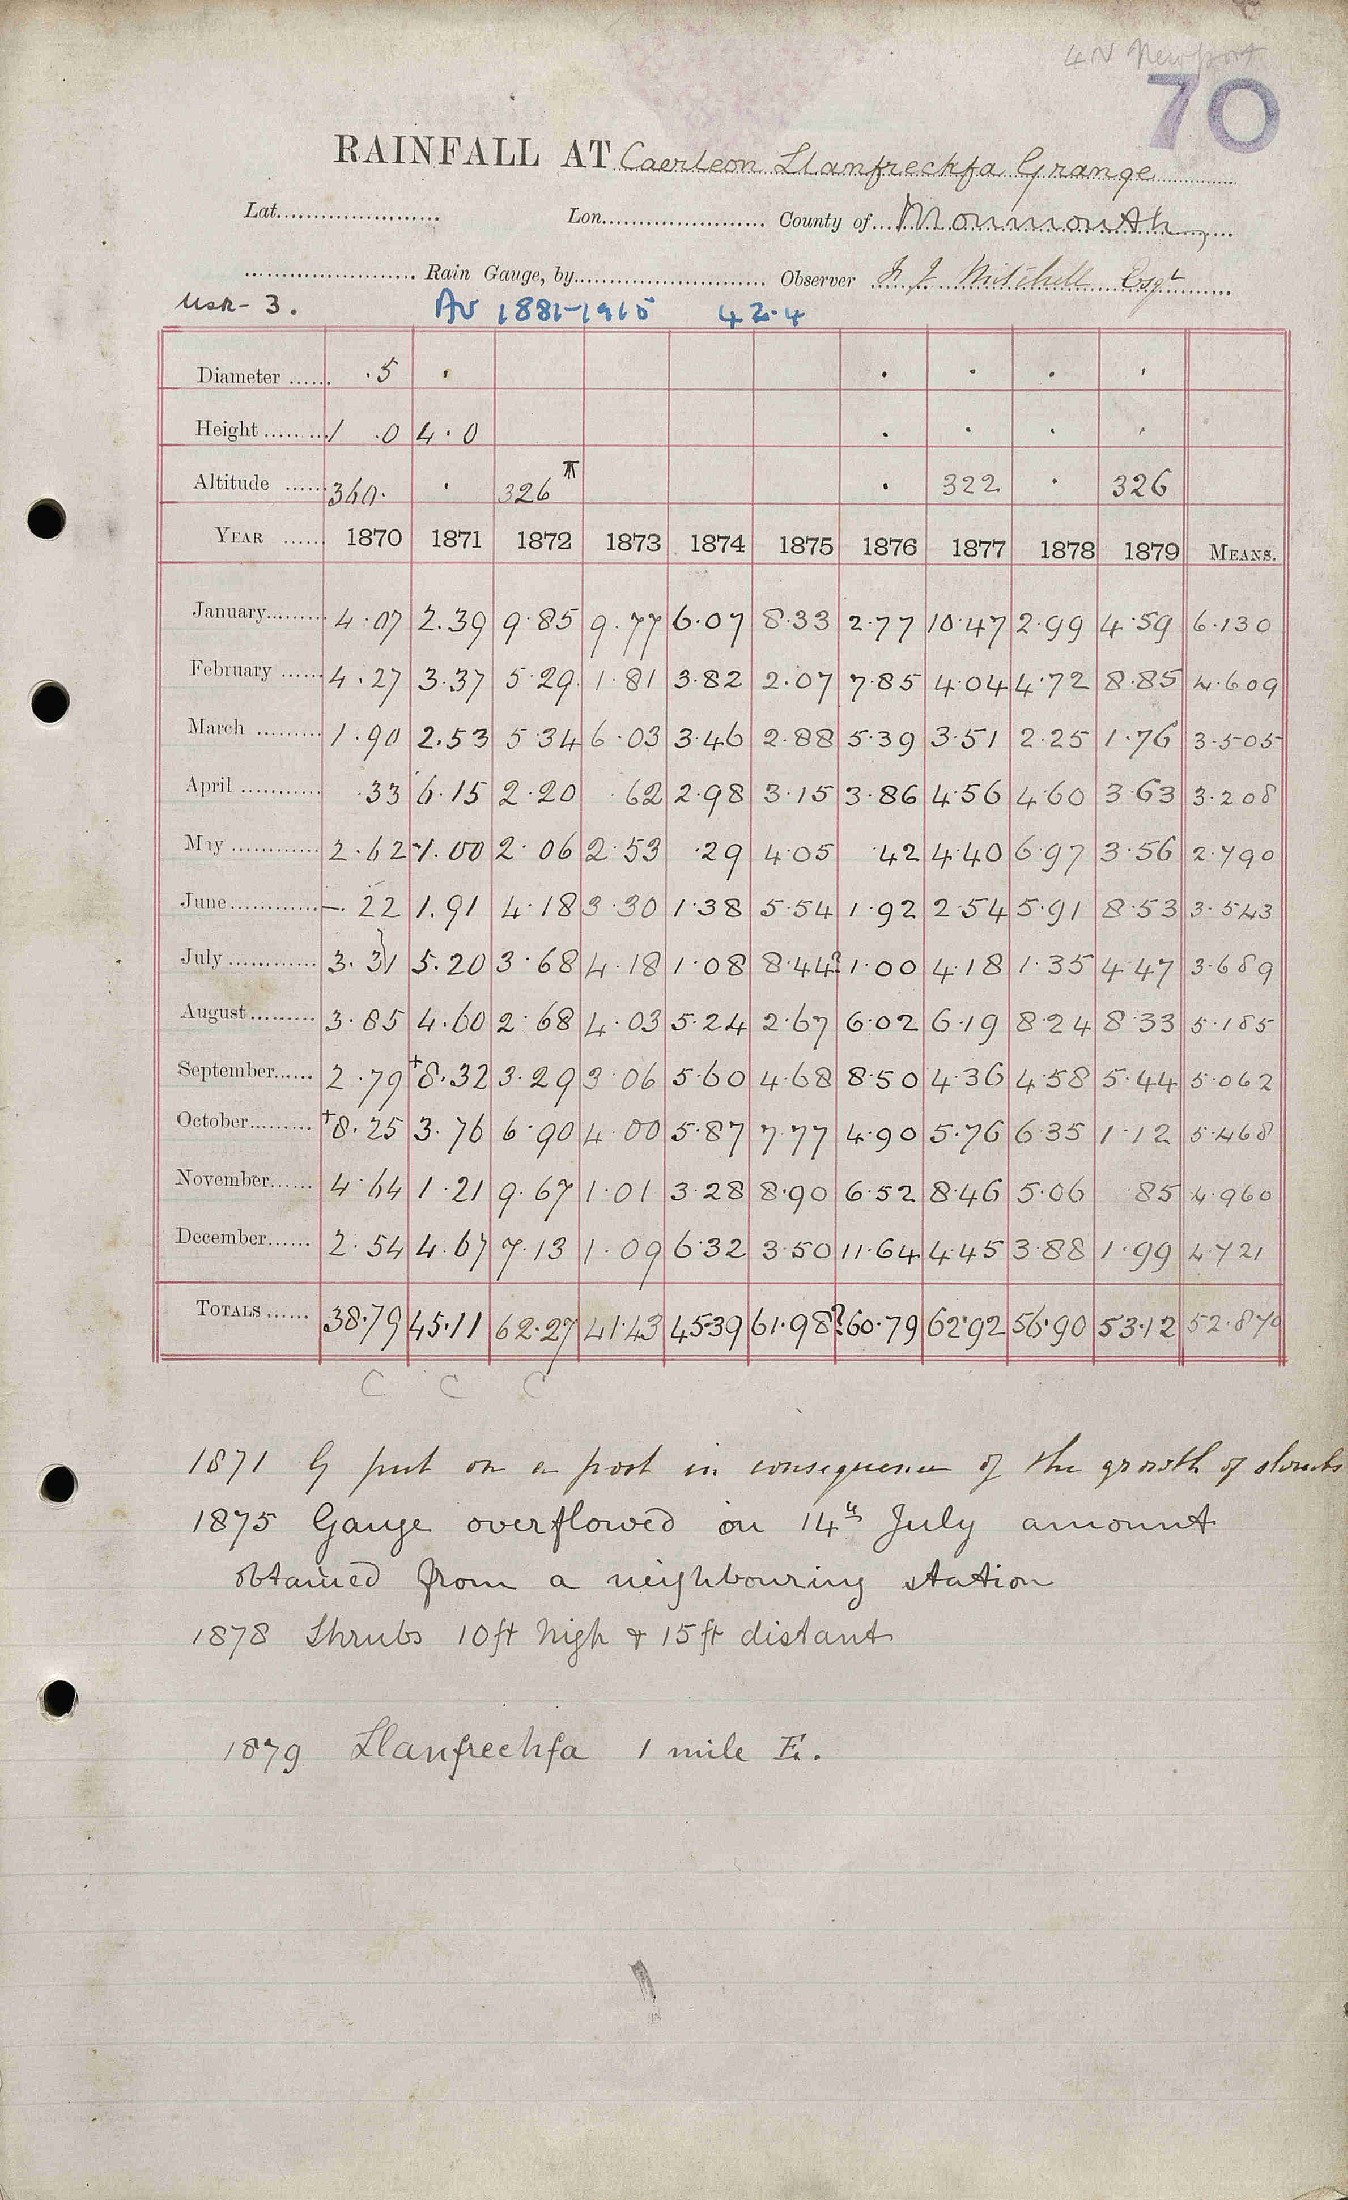 4 N Newport
70
RAINFALL AT Caerleon Llanfrechfa Grange
Lat. Lon. County of Monmouth
Rain Gauge, by Observer F J Mitchell Esqr
Usk- 3.
Av 1881-1915 42.4
Diameter .5 .
Height 1 .0 4.0
Altitude 360. . 326 . 322 . 326
YEAR 1870 1871 1872 1873 1874 1875 1876 1877 1878 1879 MEANS.
January 4.07 2.39 9.85 9.77 6.07 8.33 2.77 10.47 2.99 4.59 6.130
February 4.27 3.37 5.29 1.81 3.82 2.07 7.85 4.04 4.72 8.85 4.609
March 1.90 2.53 5.34 6.03 3.46 2.88 5.39 3.51 2.25 1.76 3.505
April .33 6.15 2.20 .62 2.98 3.15 3.86 4.56 4.60 3.63 3.208
May 2.62 1.00 2.06 2.53 .29 4.05 .42 4.40 6.97 3.56 2.790
June -.22 1.91 4.18 3.30 1.38 5.54 1.92 2.54 5.91 8.53 3.543
July 3.31 5.20 3.68 4.18 1.08 8.44? 1.00 4.18 1.35 4.47 3.689
August 3.85 4.60 2.68 4.03 5.24 2.67 6.02 6.19 8.24 8.33 5.185
September 2.79 +8.32 3.29 3.06 5.60 4.68 8.50 4.36 4.58 5.44 5.062
October +8.25 3.76 6.90 4.00 5.87 7.77 4.90 5.76 6.35 1.12 5.468
November 4.64 1.21 9.67 1.01 3.28 8.90 6.52 8.46 5.06 .85 4.960
December 2.54 4.67 7.13 1.09 6.32 3.50 11.64 4.45 3.88 1.99 4.721
TOTALS 38.79 45.11 62.27 41.43 45.39 61.98? 60.79 62.92 56.90 53.12 52.870
C C C
1871 G put on a post in consequence of the growth of shrubs
1875 Gauge overflowed on 14th July amount
obtained from a neighbouring station
1878 Shrubs 10ft high & 15ft distant
1879 Llanfrechfa 1 mile E.